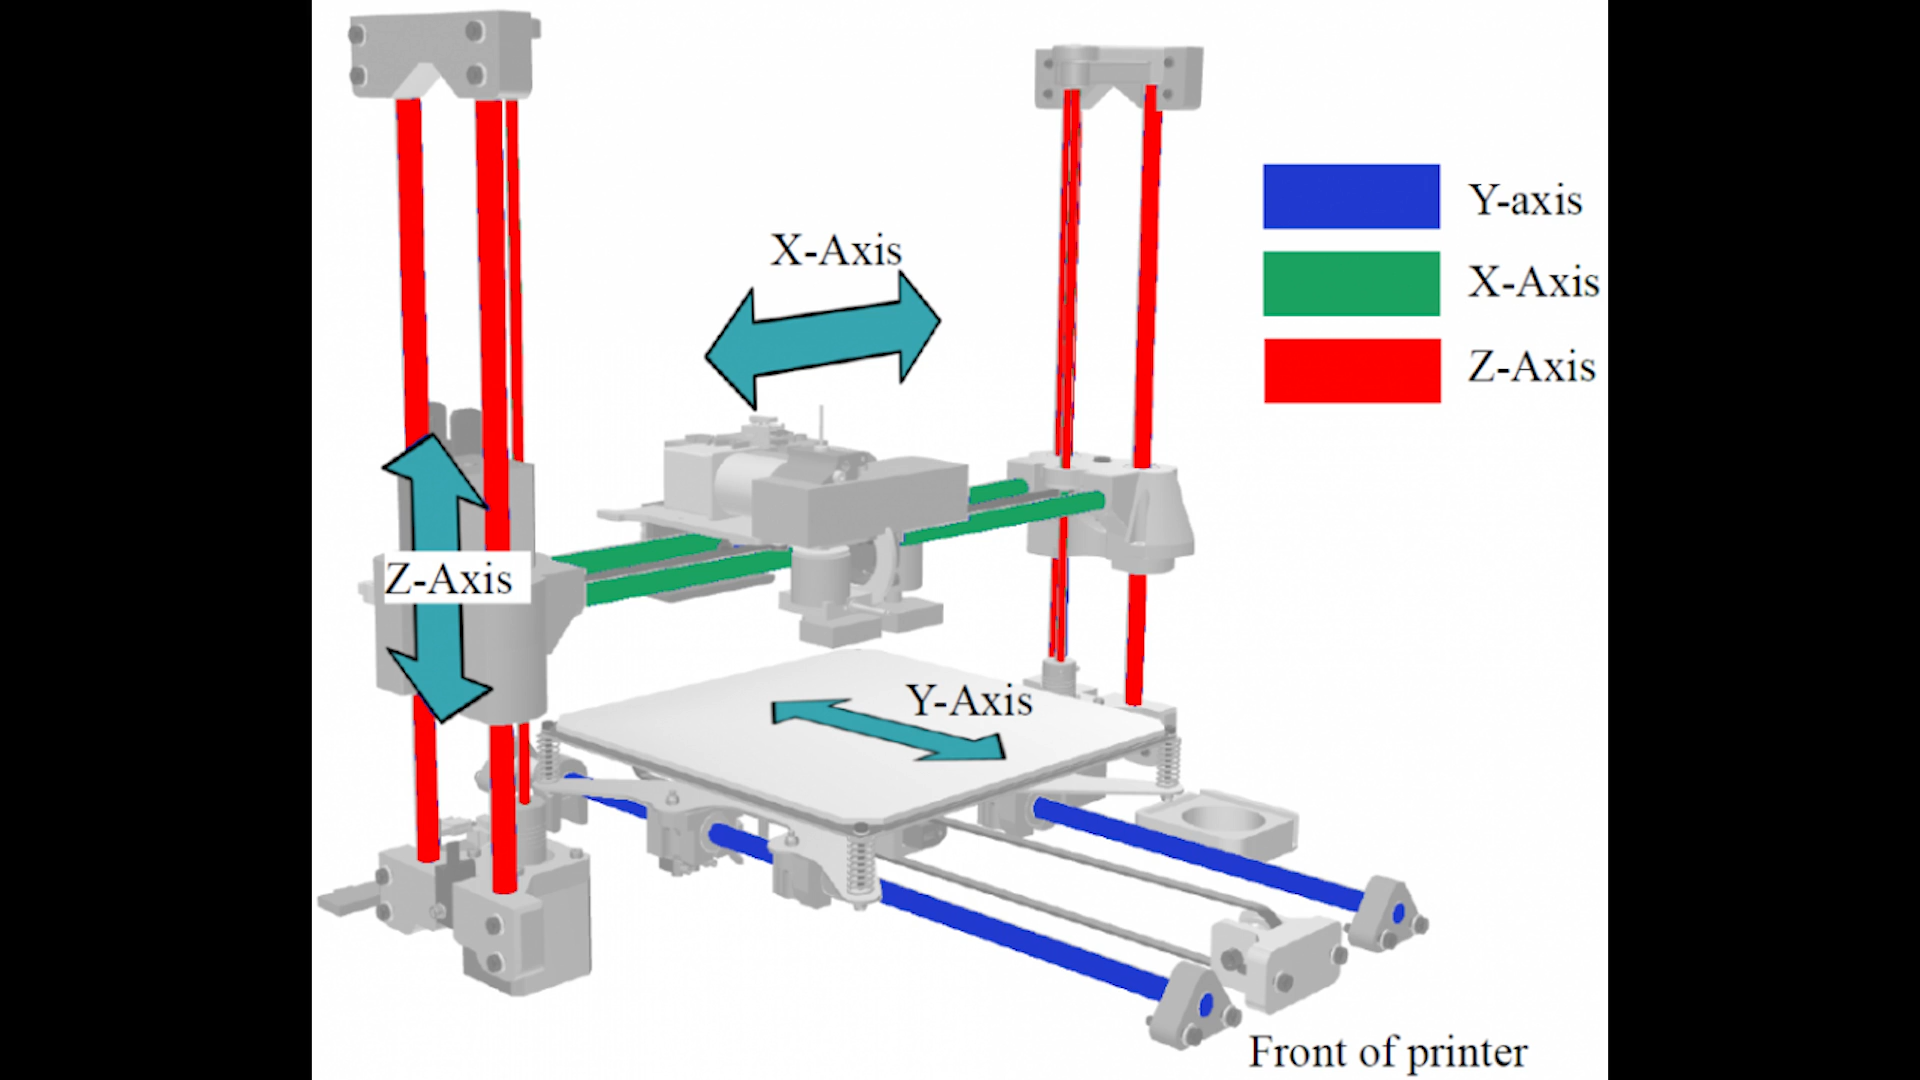 X-Axis
Y-axis
X-Axis
Z-Axis
Z-Axis
Y-Axis
Front of printer